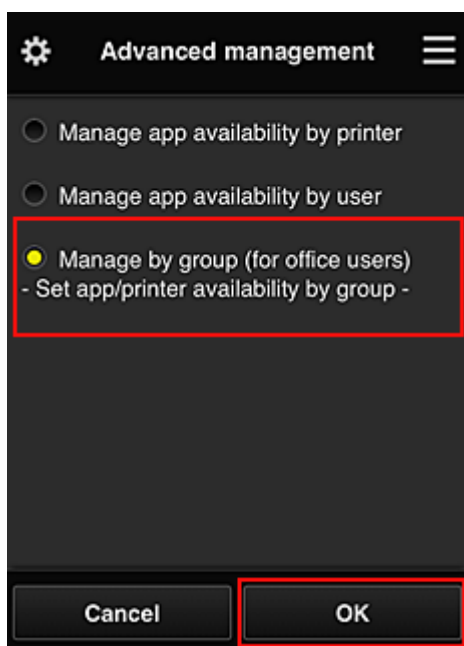 Advanced management
Manage app availability by printer
Manage app availability by user
Manage by group (for office users)
- Set app/printer availability by group -
Cancel OK